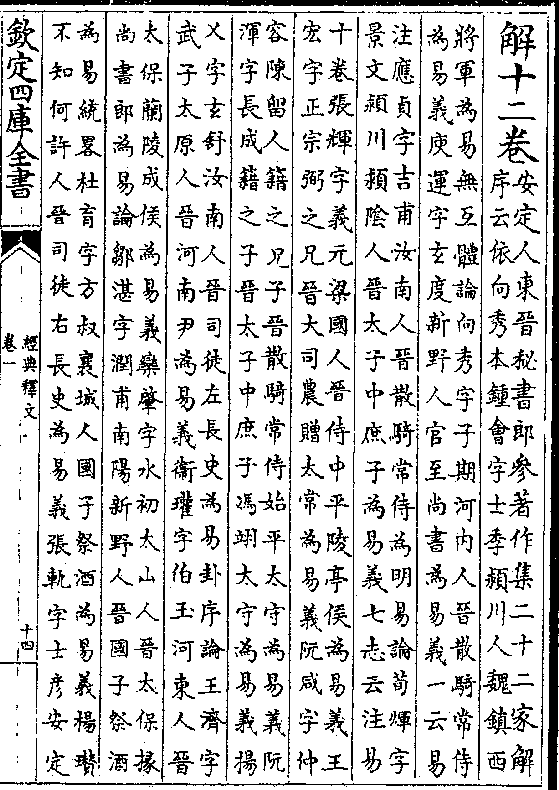 解十二卷
安定人東晉秘書郎參著作集二十二家解
序云依向秀本鍾會字士季潁川人魏鎮西
將軍為易無互體論向秀字子期河内人晉散騎常侍
為易義庾運字玄度新野人官至尚書為易義一云易
注應貞字吉甫汝南人晉散騎常侍為明易論荀煇字
景文潁川潁陰人晉太子中庶子為易義七志云注易
十卷張輝字義元梁國人晉侍中平陵亭侯為易義王
宏字正宗弼之兄晉大司農贈太常為易義阮咸字仲
容陳留人籍之兄子晉散騎常侍始平太守為易義阮
渾字長成籍之子晉太子中庶子馮翊太守為易義揚
乂字玄舒汝南人晉司徒左長史為易卦序論王濟字
武子太原人晉河南尹為易義衛瓘字伯玉河東人晉
太保蘭陵成侯為易義欒肇字水初太山人晉太保掾
尚書郎為易論鄒湛字潤甫南陽新野人晉國子祭酒
為易統畧杜育字方叔襄城人國子祭酒為易義楊瓚
不知何許人晉司徒右長史為易義張軌字士彥安定
欽定四庫全書
經典釋文
卷一
十四